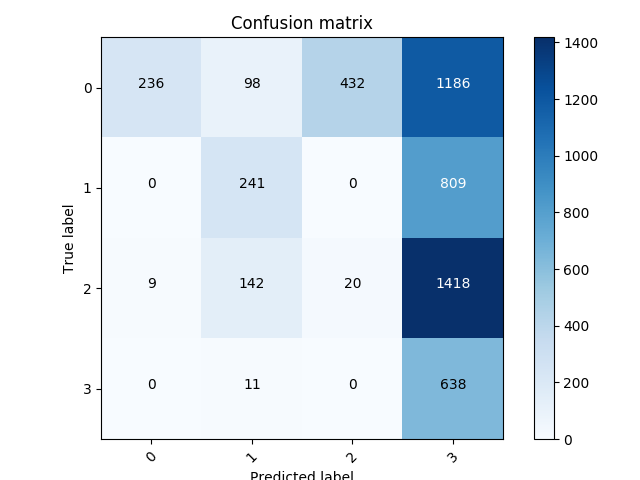 Confusion matrix
0 236 98 432 1186
1 0 241 0 809
2 9 142 20 1418
3 0 11 0 638
0 1 2 3
True label
Predicted label
1400
1200
1000
800
600
400
200
0